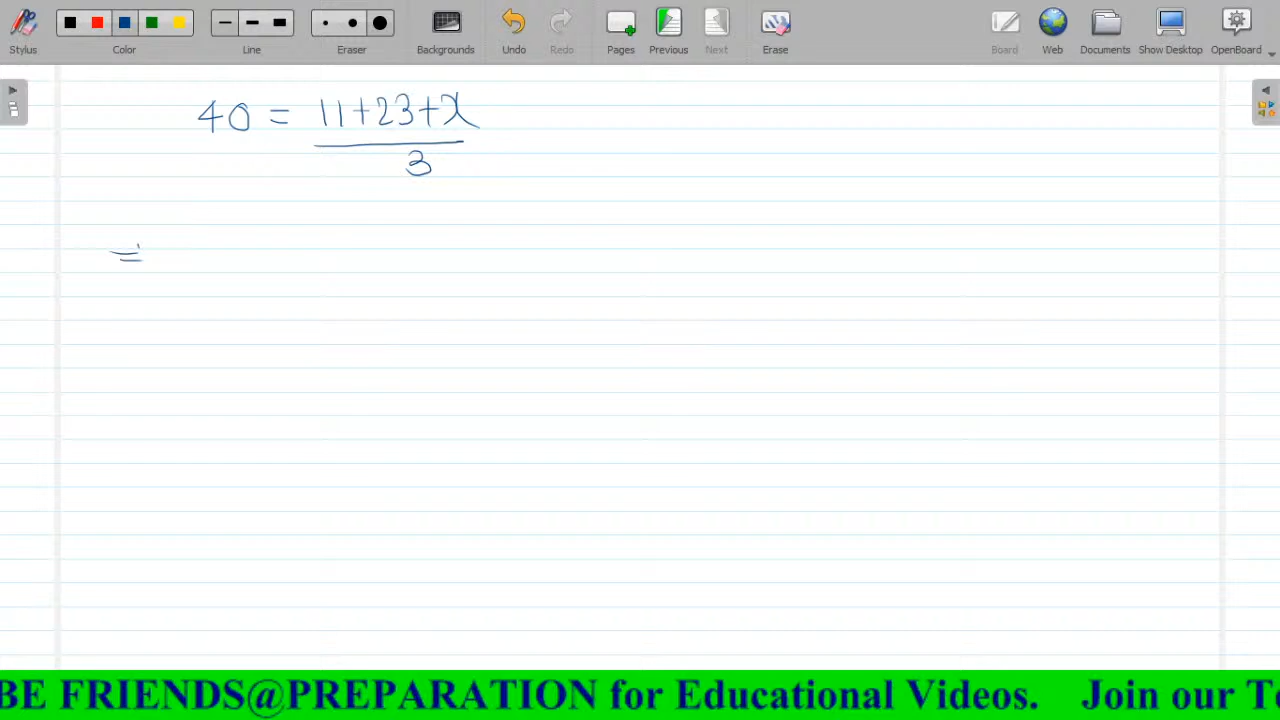 Stylus Color Line Eraser Backgrounds Undo Redo Pages Previous Next Erase Board Web Documents Show Desktop OpenBoard
40 = 11+23+x
3
=
BE FRIENDS@PREPARATION for Educational Videos. Join our T